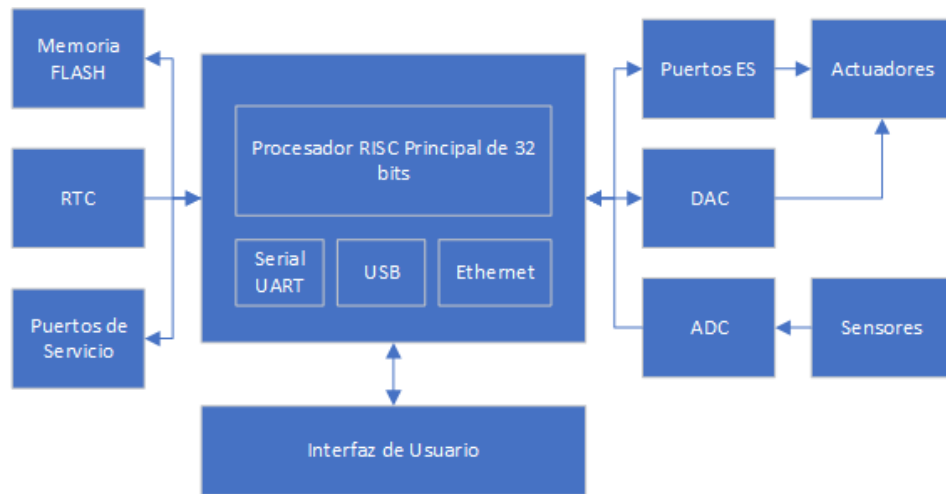 Memoria
FLASH
RTC
Puertos de
Servicio
Procesador RISC Principal de 32
bits
Serial
UART
USB
Ethernet
Interfaz de Usuario
Puertos ES
Actuadores
DAC
ADC
Sensores